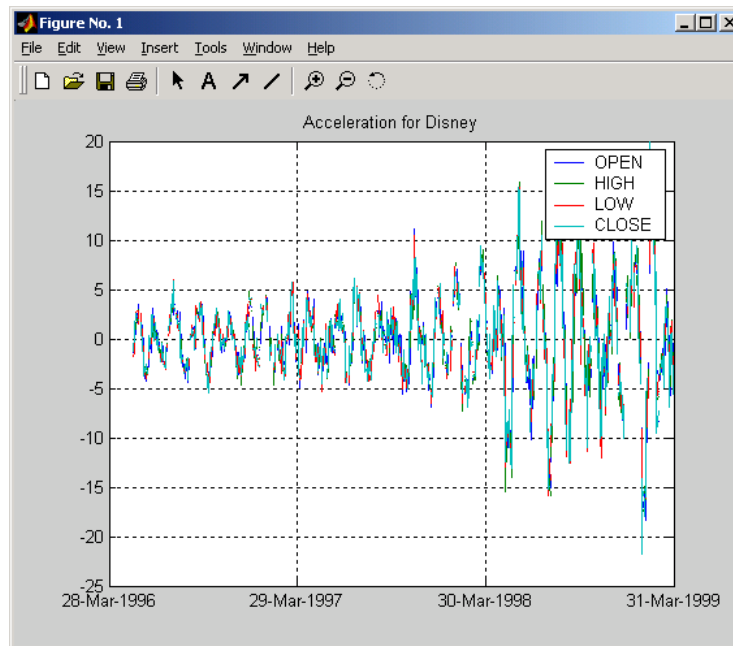 Figure No. 1
File Edit View Insert Tools Window Help
A
Acceleration for Disney
20
15
10
5
0
-5
-10
-15
-20
-25
OPEN
HIGH
LOW
CLOSE
28-Mar-1996 29-Mar-1997 30-Mar-1998 31-Mar-1999